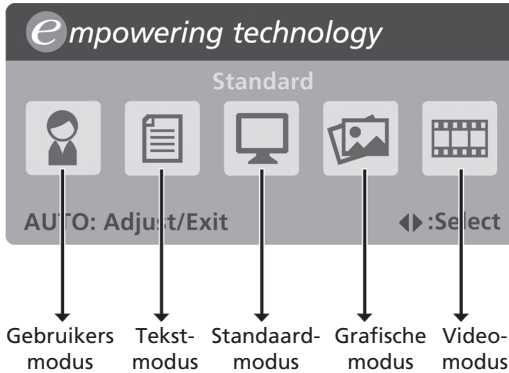 empowering technology
Standard
AUTO: Adjust/Exit ◀▶:Select
Gebruikers Tekst- Standaard- Grafische Video-
modus modus modus modus modus